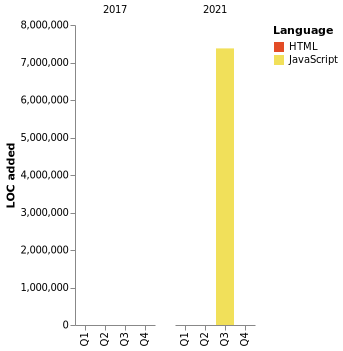 2017
2021
Language
HTML
JavaScript
LOC added
8,000,000
7,000,000
6,000,000
5,000,000
4,000,000
3,000,000
2,000,000
1,000,000
0
Q1
Q2
Q3
Q4
Q1
Q2
Q3
Q4